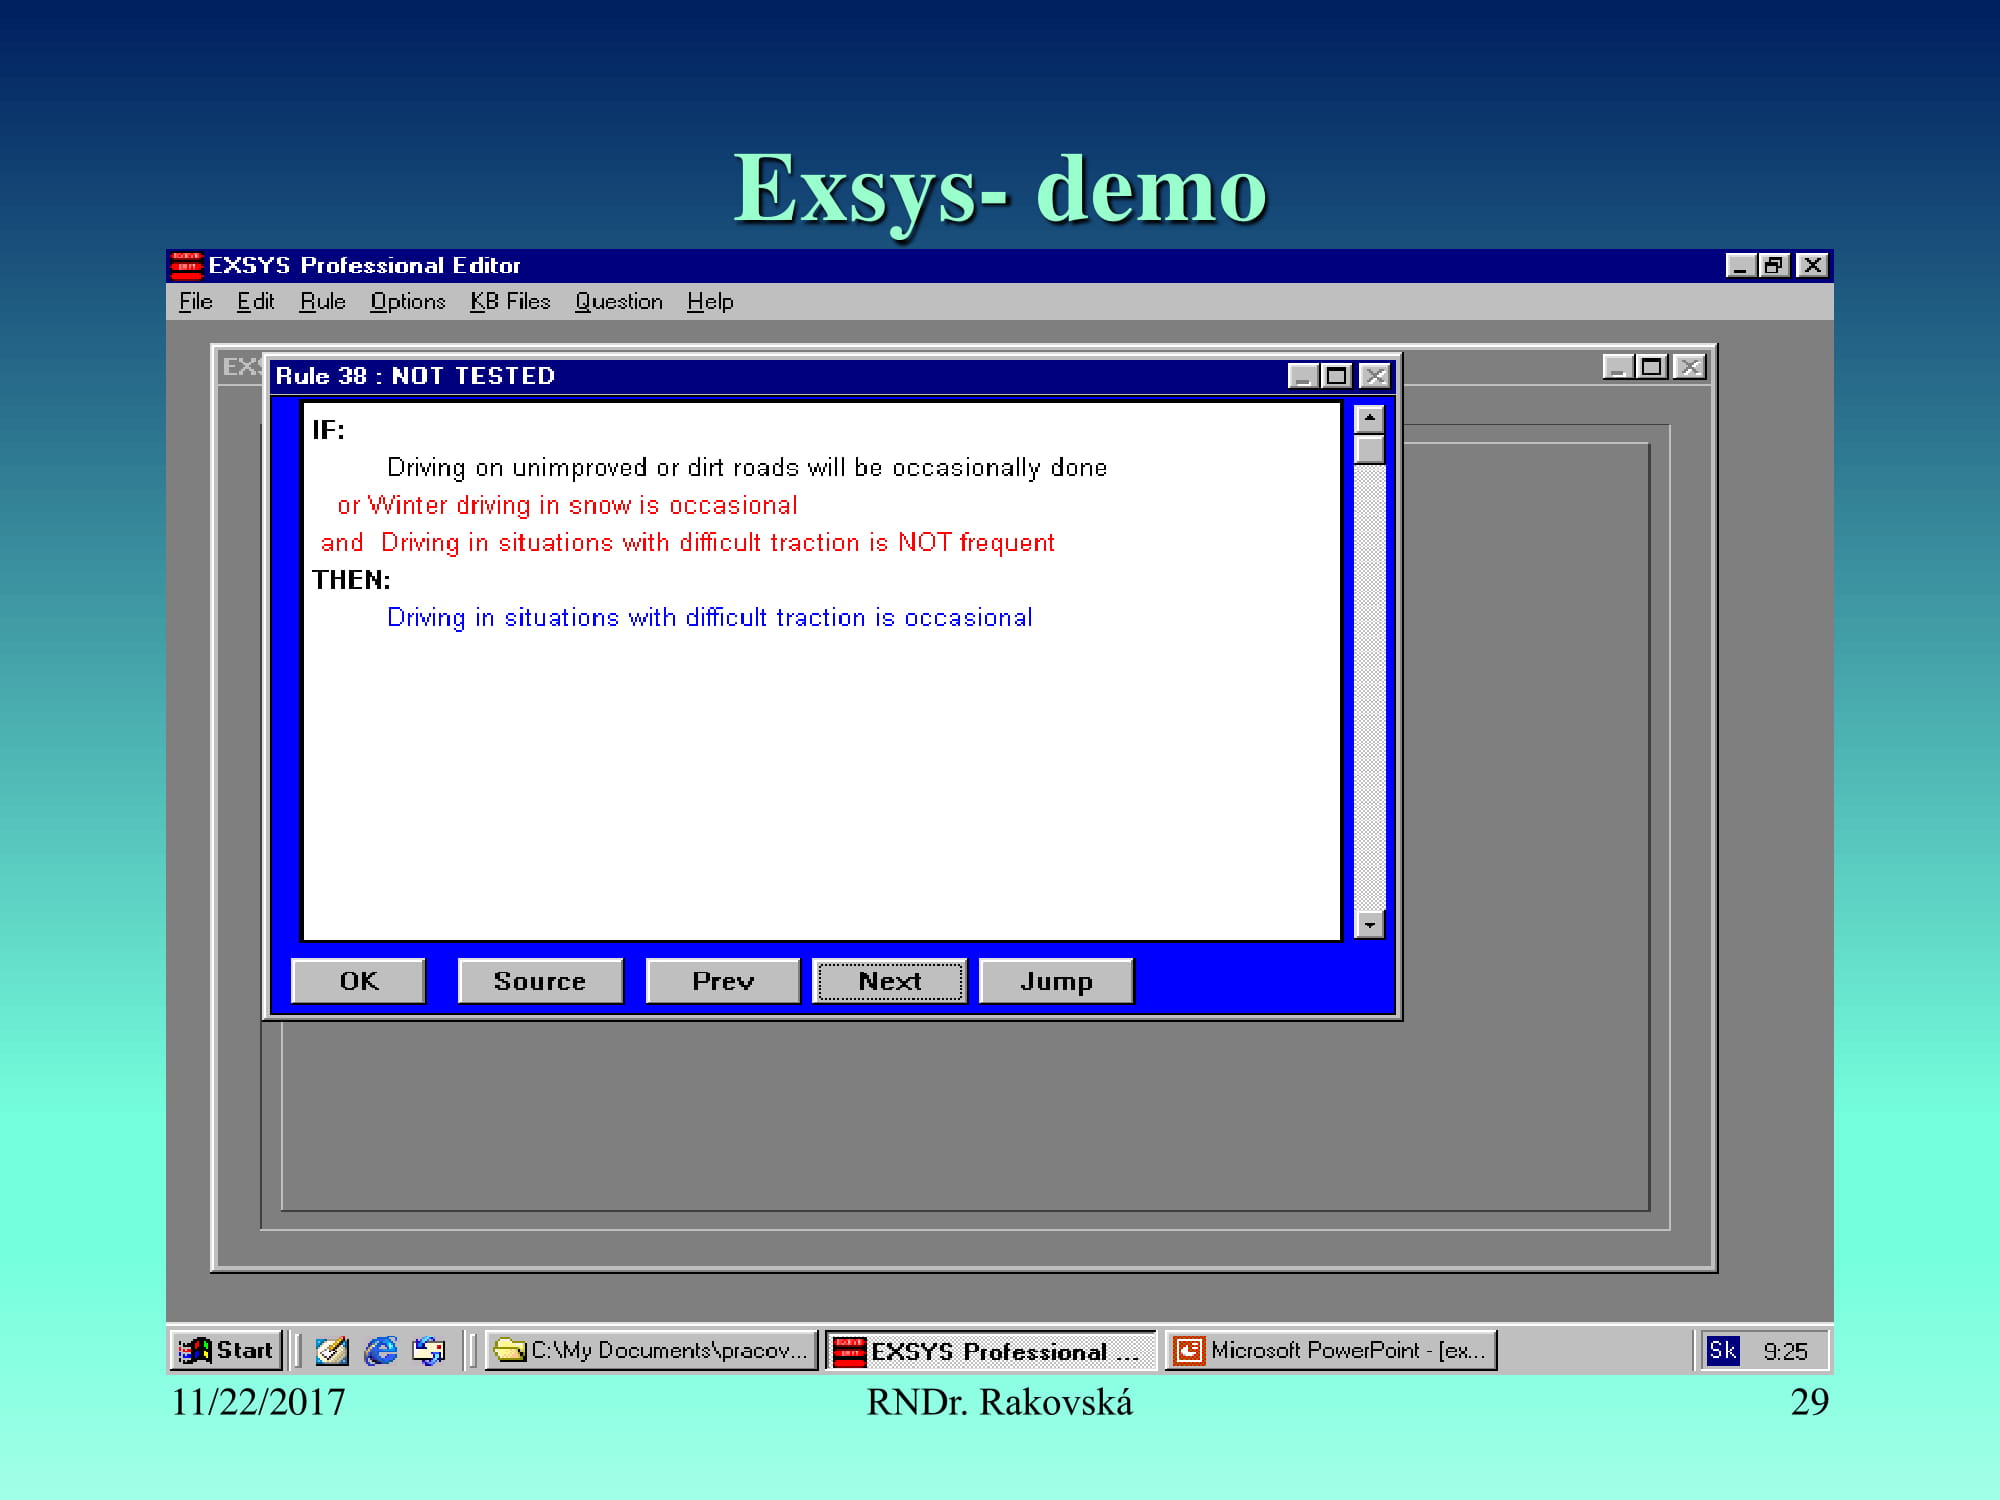 Exsys- demo
EXSYS Professional Editor
File Edit Rule Options KB Files Question Help
Rule 38 : NOT TESTED
IF:
Driving on unimproved or dirt roads will be occasionally done
or Winter driving in snow is occasional
and Driving in situations with difficult traction is NOT frequent
THEN:
Driving in situations with difficult traction is occasional
OK Source Prev Next Jump
Start C:\My Documents\pracov... EXSYS Professional ... Microsoft PowerPoint - [ex... Sk 9:25
11/22/2017 RNDr. Rakovská 29